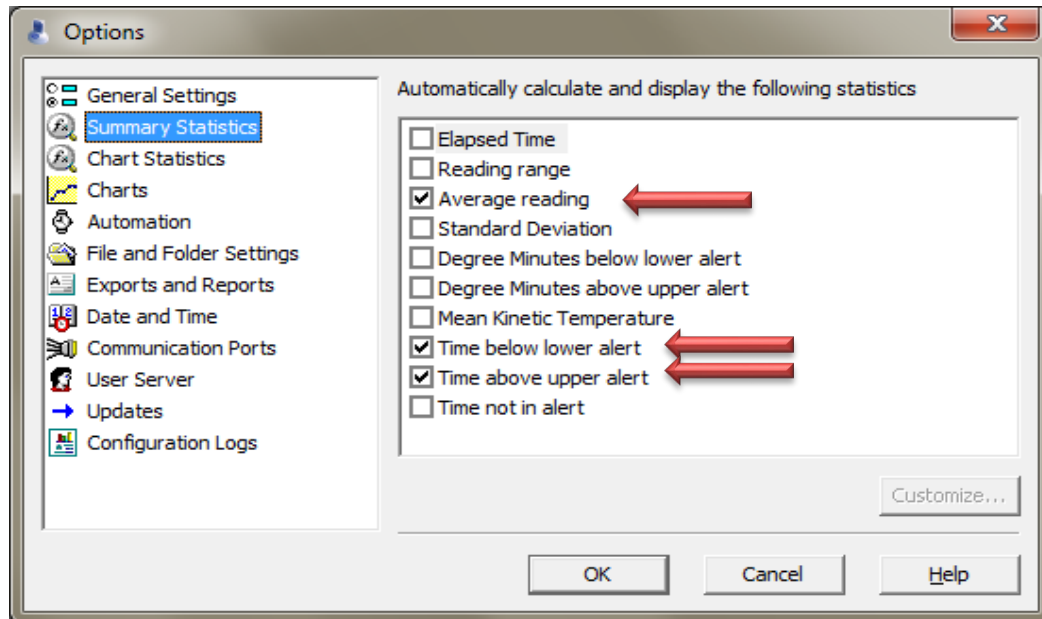 Options
General Settings
Summary Statistics
Chart Statistics
Charts
Automation
File and Folder Settings
Exports and Reports
Date and Time
Communication Ports
User Server
Updates
Configuration Logs
Automatically calculate and display the following statistics
Elapsed Time
Reading range
Average reading
Standard Deviation
Degree Minutes below lower alert
Degree Minutes above upper alert
Mean Kinetic Temperature
Time below lower alert
Time above upper alert
Time not in alert
Customize...
OK Cancel Help